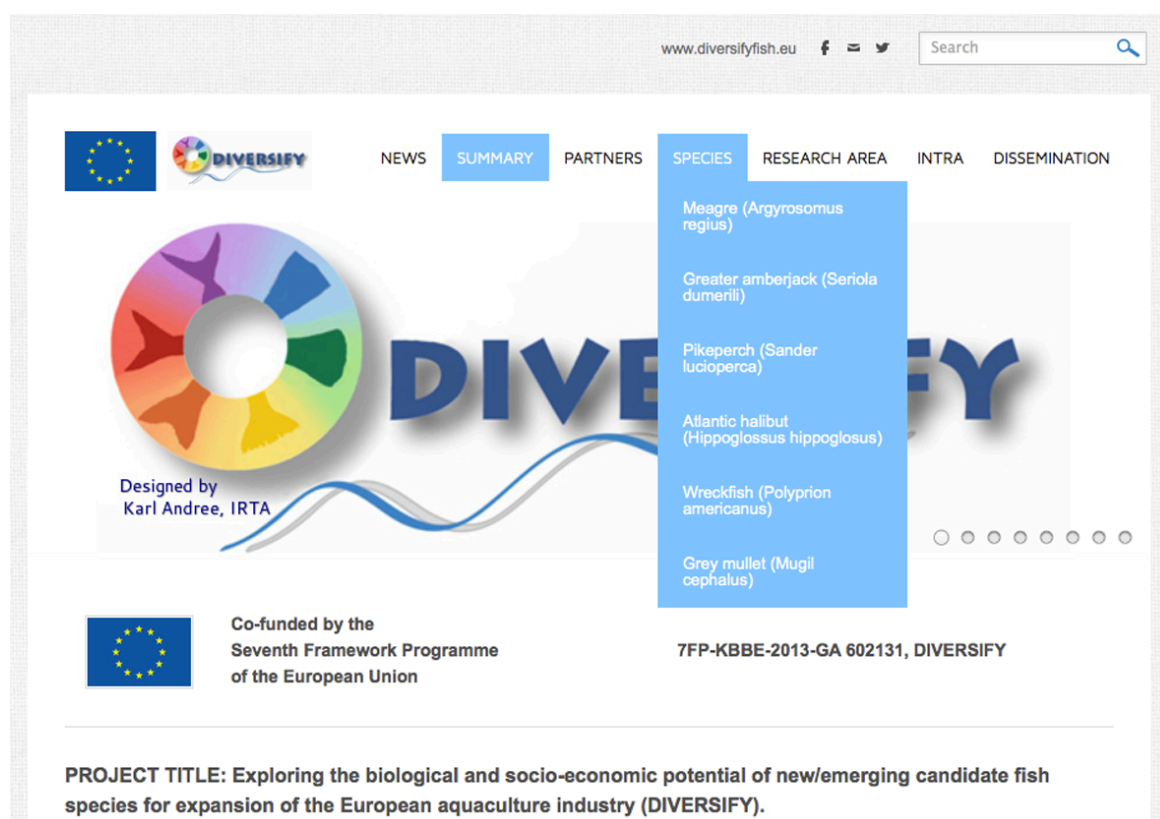 www.diversifyfish.eu
Search
DIVERSIFY
NEWS SUMMARY PARTNERS SPECIES RESEARCH AREA INTRA DISSEMINATION
Meagre (Argyrosomus
regius)
Greater amberjack (Seriola
dumerili)
Pikeperch (Sander
lucioperca)
Atlantic halibut
(Hippoglossus hippoglosus)
Wreckfish (Polyprion
americanus)
Grey mullet (Mugil
cephalus)
DIVE FY
Designed by
Karl Andree, IRTA
Co-funded by the
Seventh Framework Programme
of the European Union
7FP-KBBE-2013-GA 602131, DIVERSIFY
PROJECT TITLE: Exploring the biological and socio-economic potential of new/emerging candidate fish
species for expansion of the European aquaculture industry (DIVERSIFY).